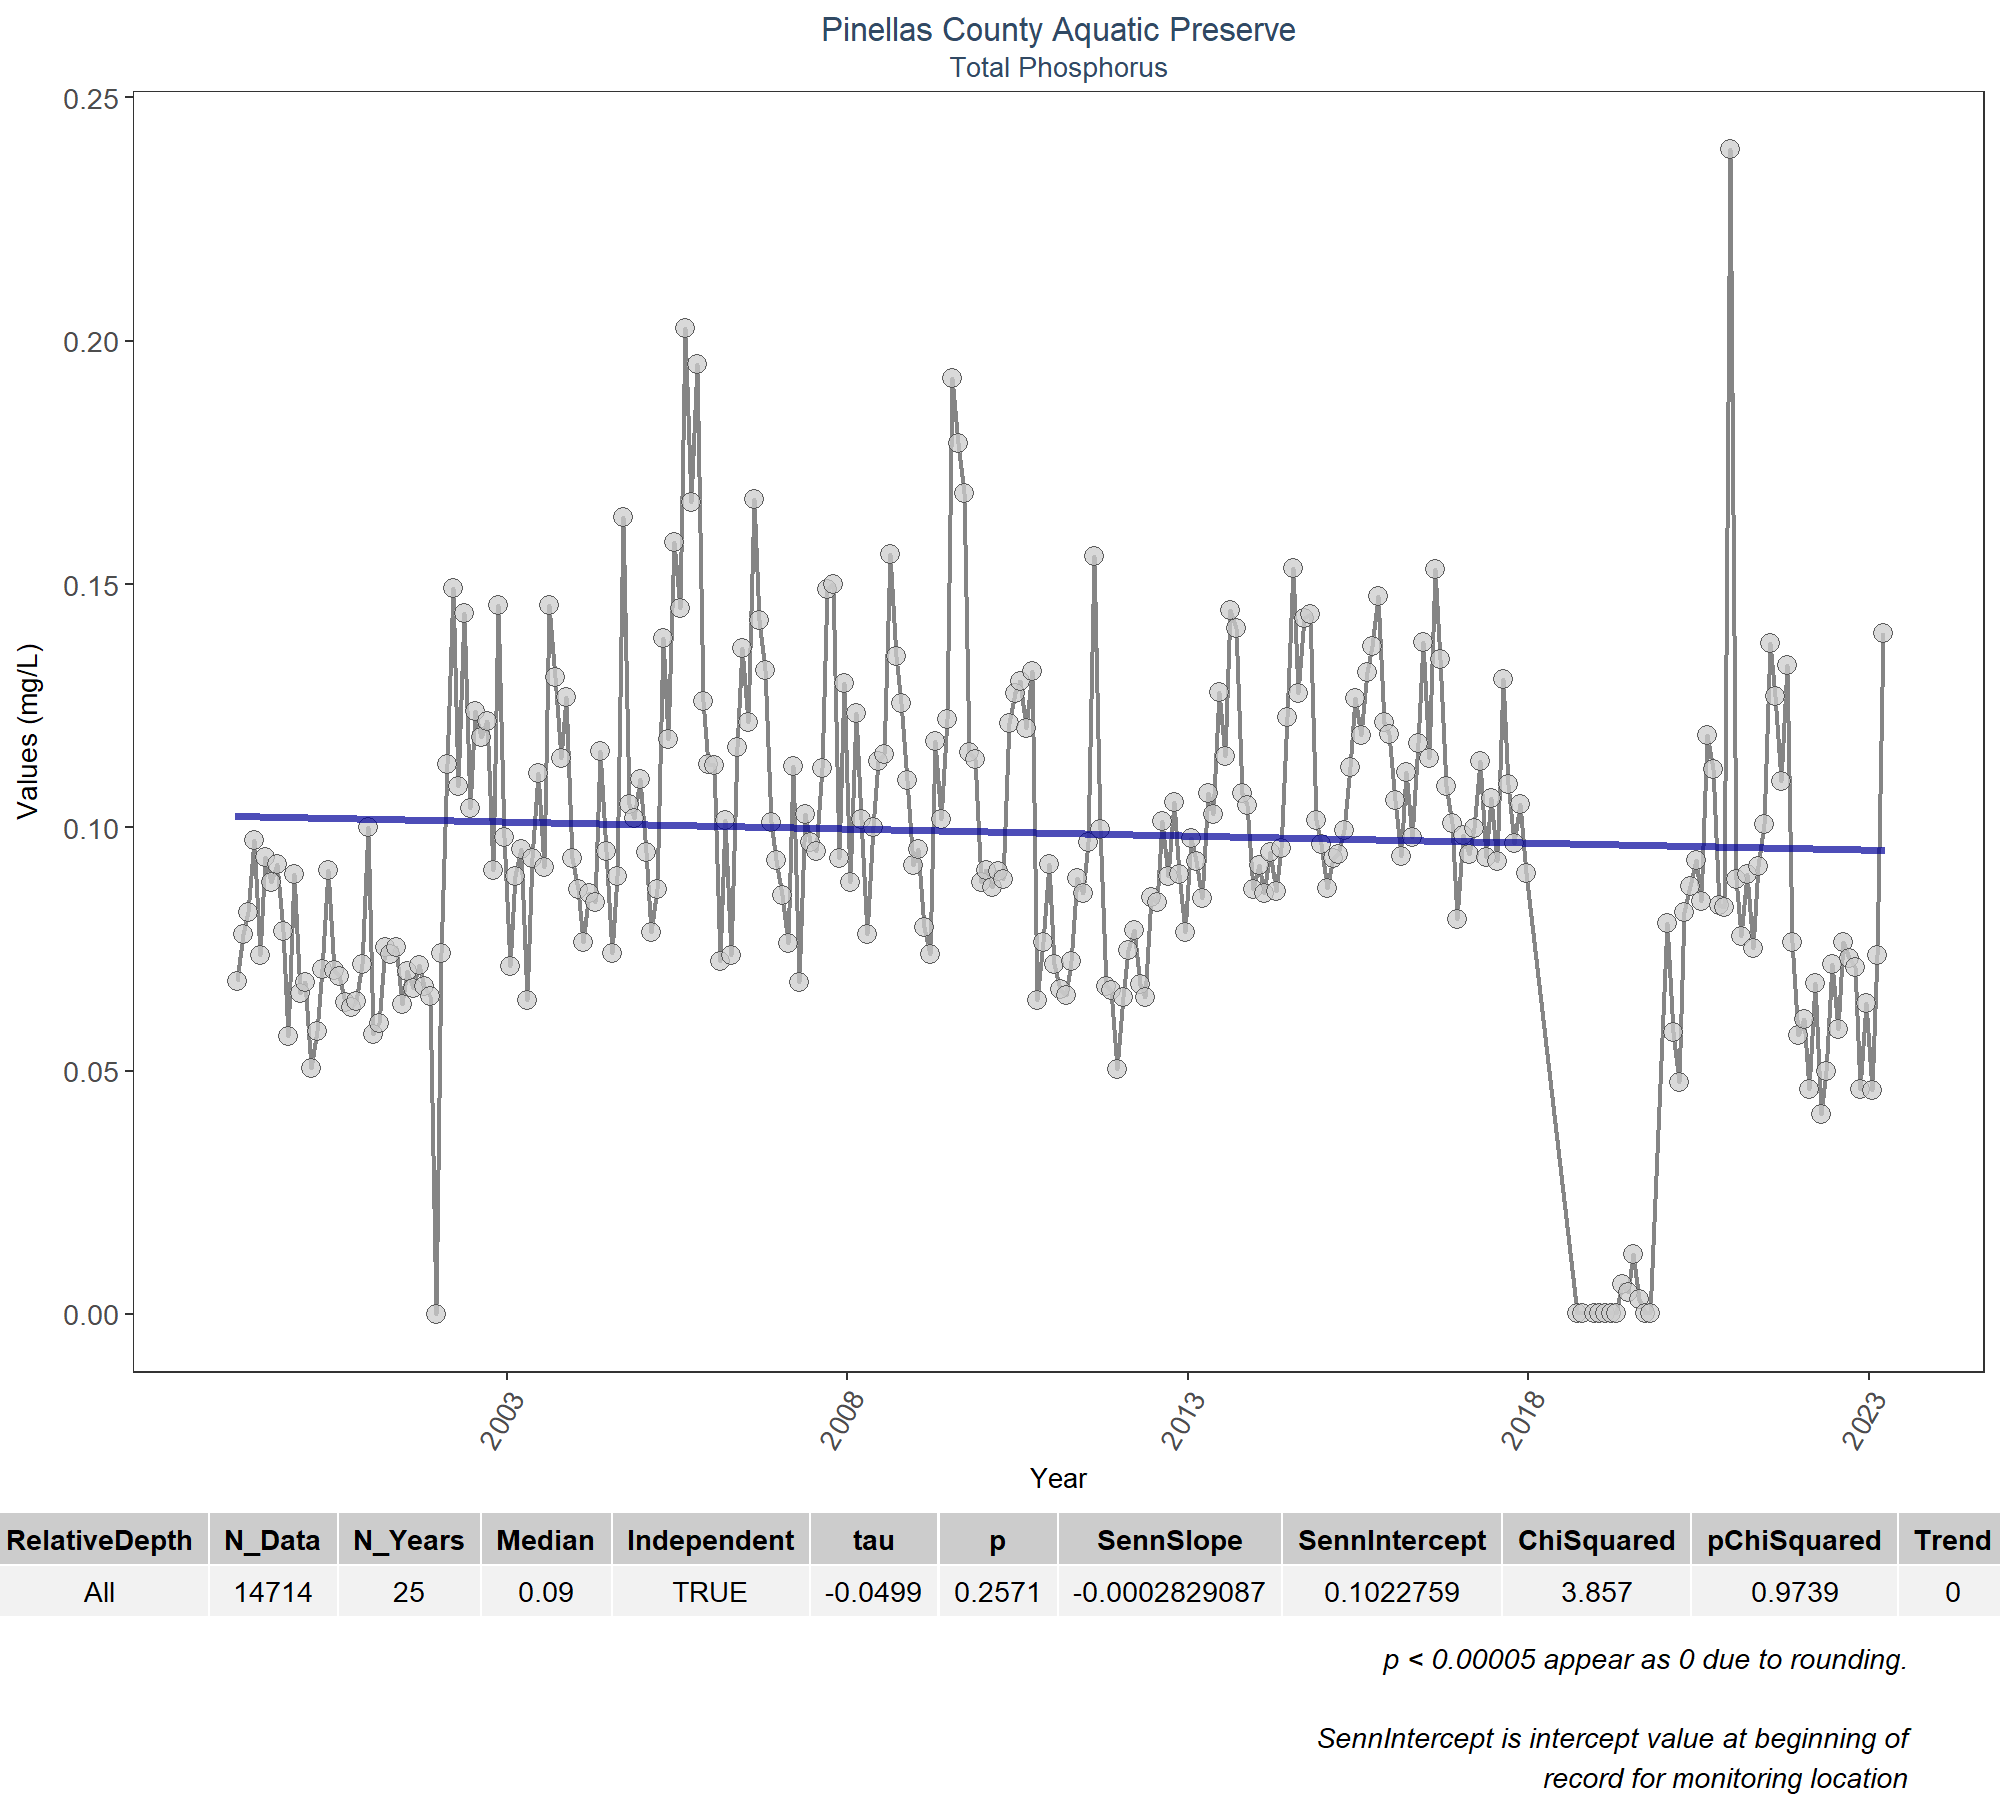 Pinellas County Aquatic Preserve
Total Phosphorus
0.25
0.20
0.15
0.10
0.05
0.00
Values (mg/L)
2003 2008 2013 2018 2023
Year
RelativeDepth N_Data N_Years Median Independent tau p SennSlope SennIntercept ChiSquared pChiSquared Trend
All 14714 25 0.09 TRUE -0.0499 0.2571 -0.0002829087 0.1022759 3.857 0.9739 0
p < 0.00005 appear as 0 due to rounding.
SennIntercept is intercept value at beginning of
record for monitoring location